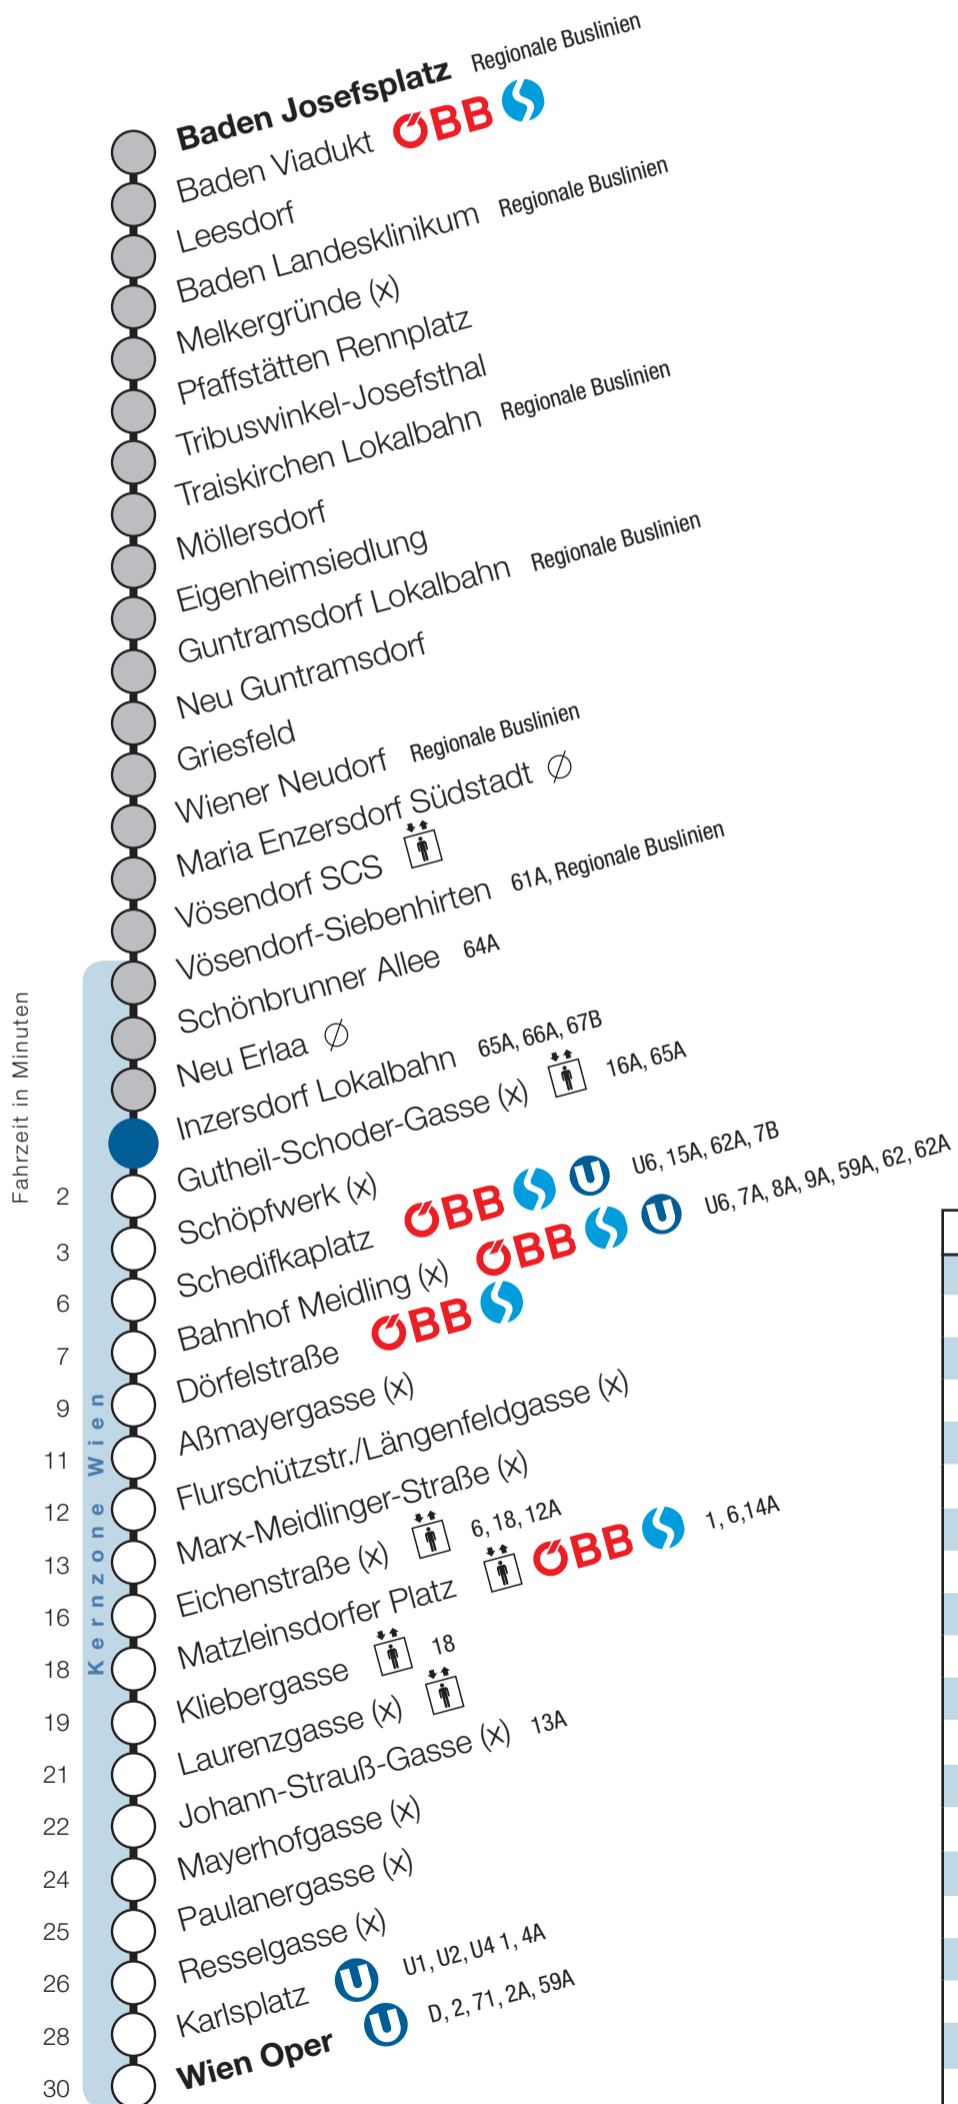 Baden Josefsplatz Regionale Buslinien
Baden Viadukt ÖBB
Leesdorf
Baden Landesklinikum Regionale Buslinien
Melkergründe (x)
Pfaffstätten Rennplatz
Tribuswinkel-Josefsthal
Traiskirchen Lokalbahn Regionale Buslinien
Möllersdorf
Eigenheimsiedlung
Guntramsdorf Lokalbahn Regionale Buslinien
Neu Guntramsdorf
Griesfeld
Wiener Neudorf Regionale Buslinien
Maria Enzersdorf Südstadt ∅
Vösendorf SCS
Vösendorf-Siebenhirten 61A, Regionale Buslinien
Schönbrunner Allee 64A
Neu Erlaa ∅
Inzersdorf Lokalbahn 65A, 66A, 67B
Gutheil-Schoder-Gasse (x) 16A, 65A
2 Schöpfwerk (x)
3 Schedifkaplatz ÖBB U U6, 15A, 62A, 7B
6 Bahnhof Meidling (x) ÖBB U U6, 7A, 8A, 9A, 59A, 62, 62A
7 Dörfelstraße ÖBB
9 Aßmayergasse (x)
11 Flurschützstr./Längenfeldgasse (x)
12 Marx-Meidlinger-Straße (x)
13 Eichenstraße (x) 6, 18, 12A
16 Matzleinsdorfer Platz ÖBB 1, 6,14A
18 Kliebergasse 18
19 Laurenzgasse (x)
21 Johann-Strauß-Gasse (x) 13A
22 Mayerhofgasse (x)
24 Paulanergasse (x)
25 Resselgasse (x)
26 Karlsplatz U U1, U2, U4 1, 4A
28 Wien Oper U D, 2, 71, 2A, 59A
30
Fahrzeit in Minuten
Kernzone Wien